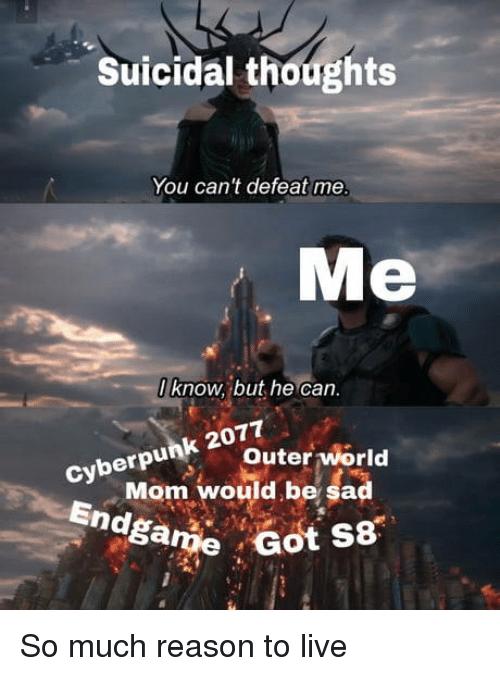 Suicidal thoughts
You can't defeat me.
Me
I know, but he can.
Cyberpunk 2077
Outer world
Mom would be sad
Endgame Got S8
So much reason to live